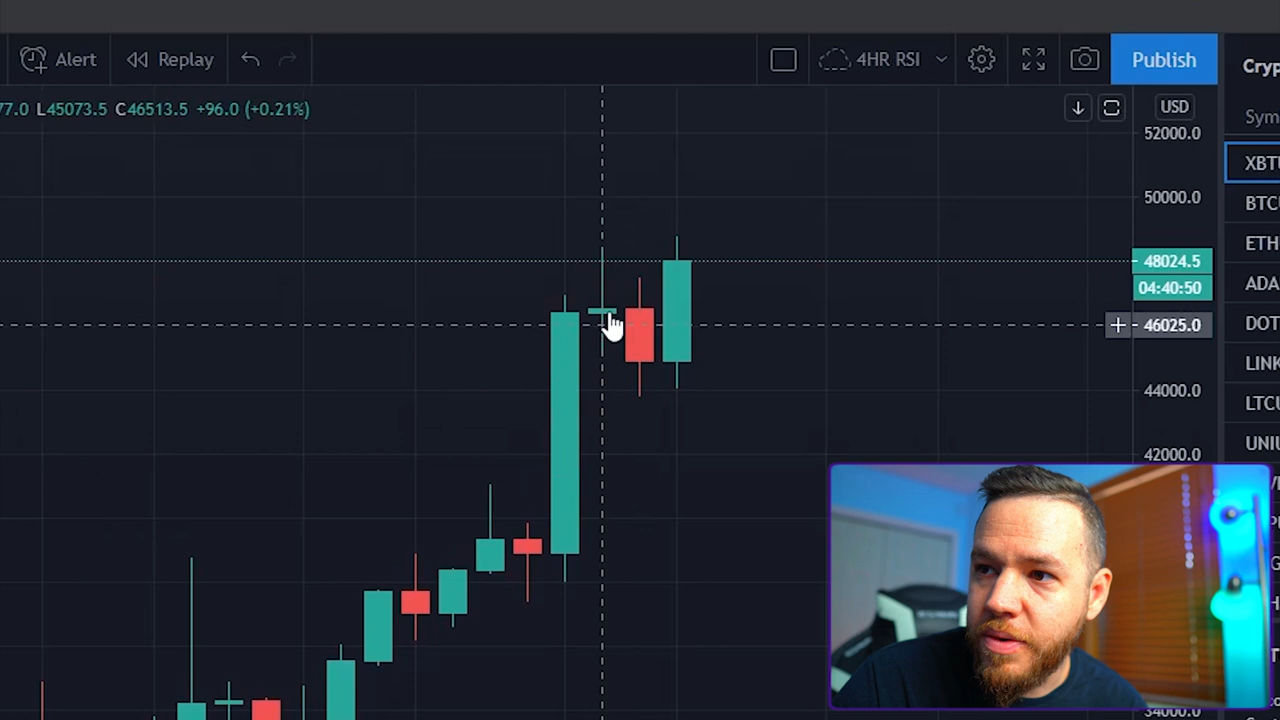 Alert Replay 4HR RSI Publish
77.0 L45073.5 C46513.5 +96.0 (+0.21%)
USD
52000.0
50000.0
48024.5
04:40:50
46025.0
44000.0
42000.0
34000.0
Cryp
Sym
XBTU
BTCU
ETH
ADA
DOT
LINK
LTCU
UNIU